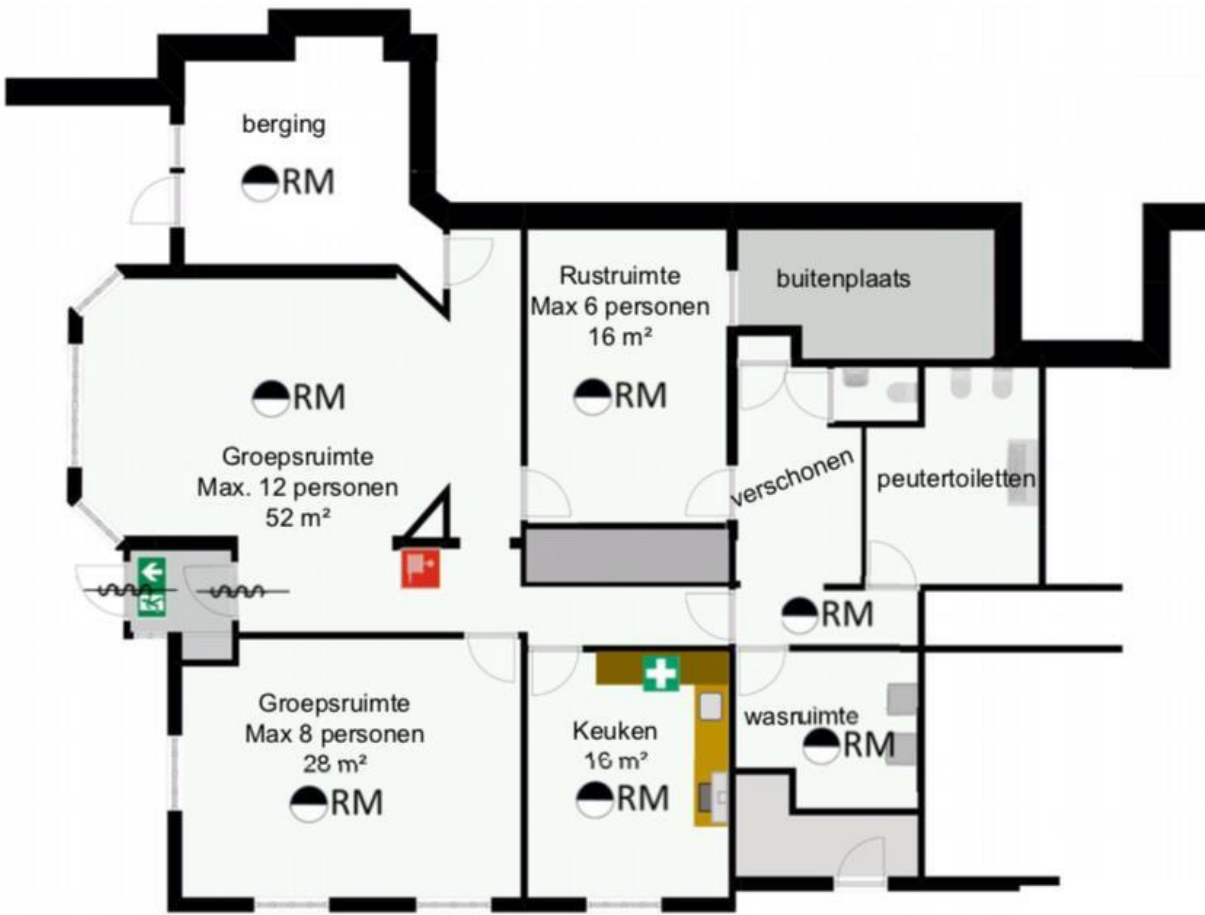 berging
RM
Rustruimte
Max 6 personen
16 m²
buitenplaats
RM
RM
Groepsruimte
Max. 12 personen
52 m²
verschonen
peutertoiletten
RM
Groepsruimte
Max 8 personen
28 m²
RM
Keuken
16 m²
RM
wasruimte
RM